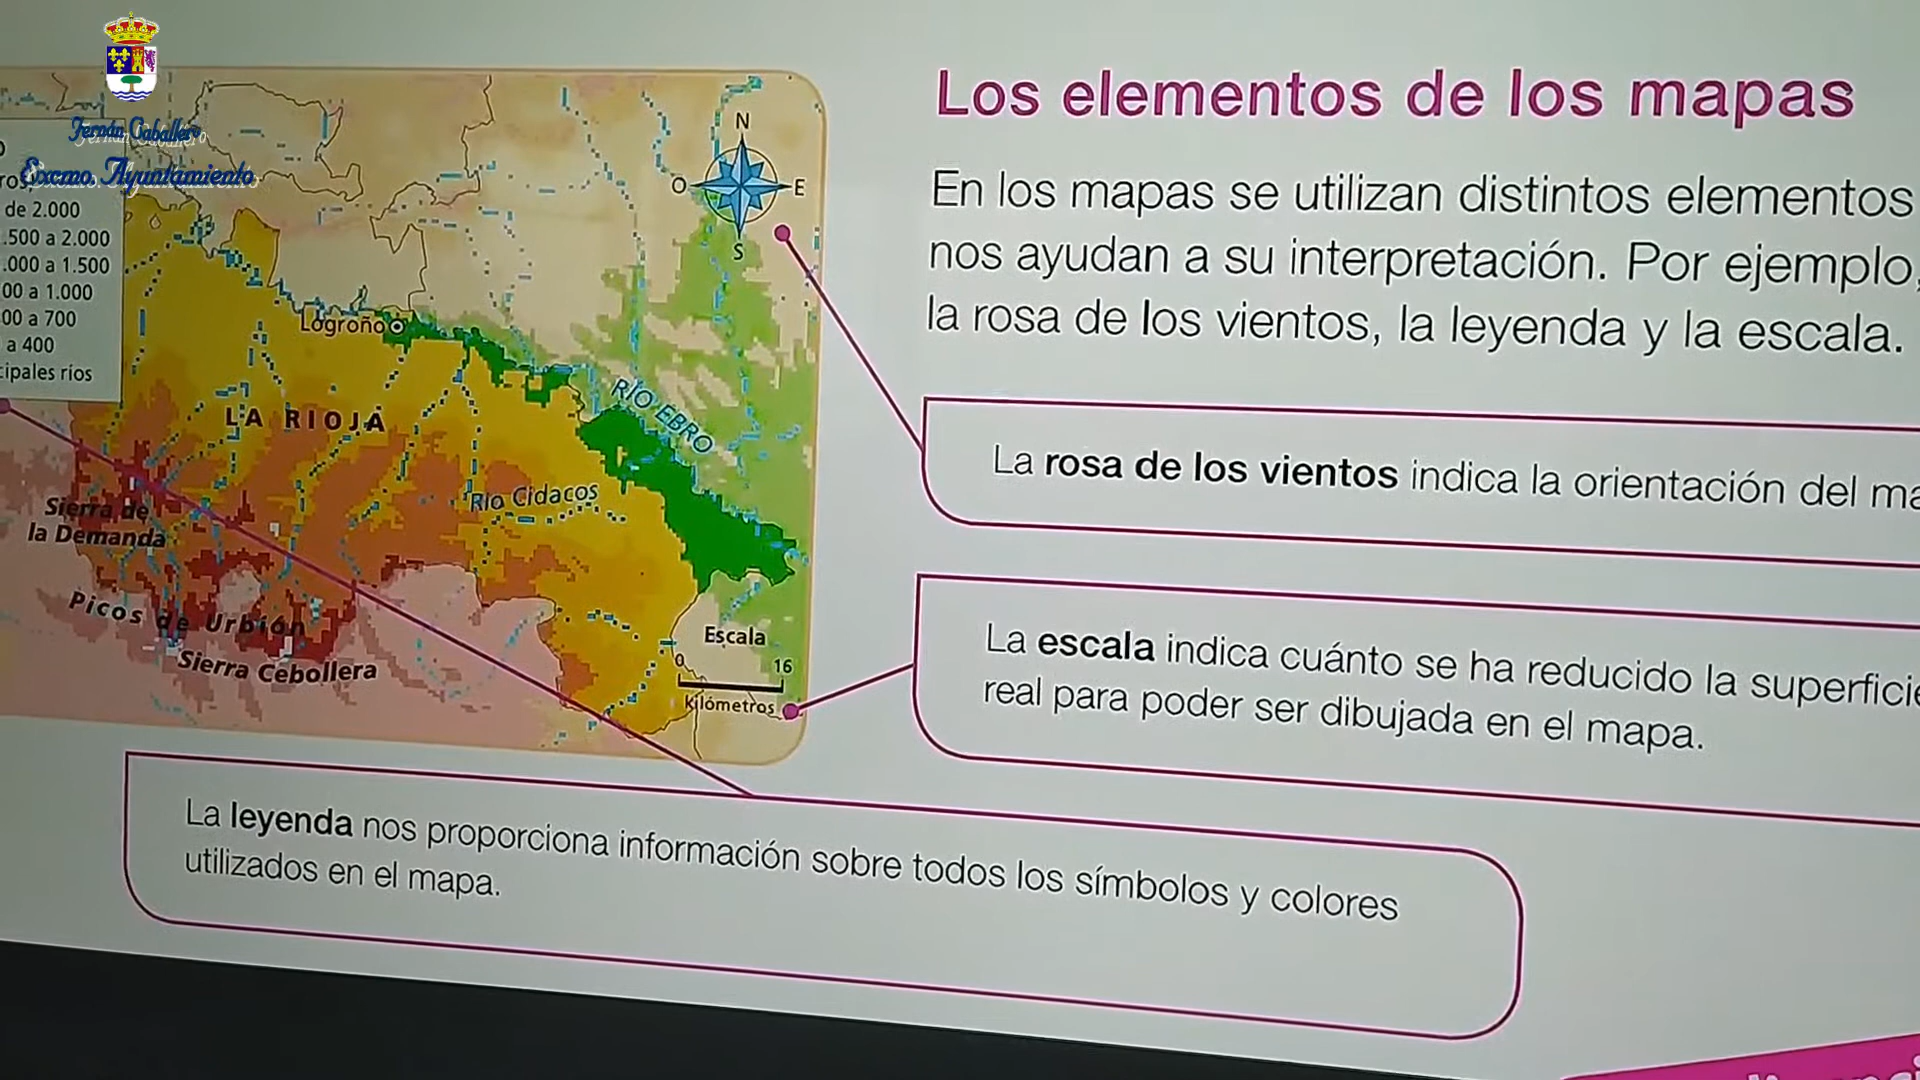 Fernán Caballero
Excmo. Ayuntamiento
de 2.000
.500 a 2.000
.000 a 1.500
00 a 1.000
00 a 700
a 400
cipales ríos
N
O
E
S
Logroño
LA RIOJA
RÍO EBRO
Río Cidacos
Sierra de
la Demanda
Picos de Urbión
Sierra Cebollera
Escala
0 16
Kilómetros
Los elementos de los mapas
En los mapas se utilizan distintos elementos
nos ayudan a su interpretación. Por ejemplo,
la rosa de los vientos, la leyenda y la escala.
La rosa de los vientos indica la orientación del ma
La escala indica cuánto se ha reducido la superficie
real para poder ser dibujada en el mapa.
La leyenda nos proporciona información sobre todos los símbolos y colores
utilizados en el mapa.